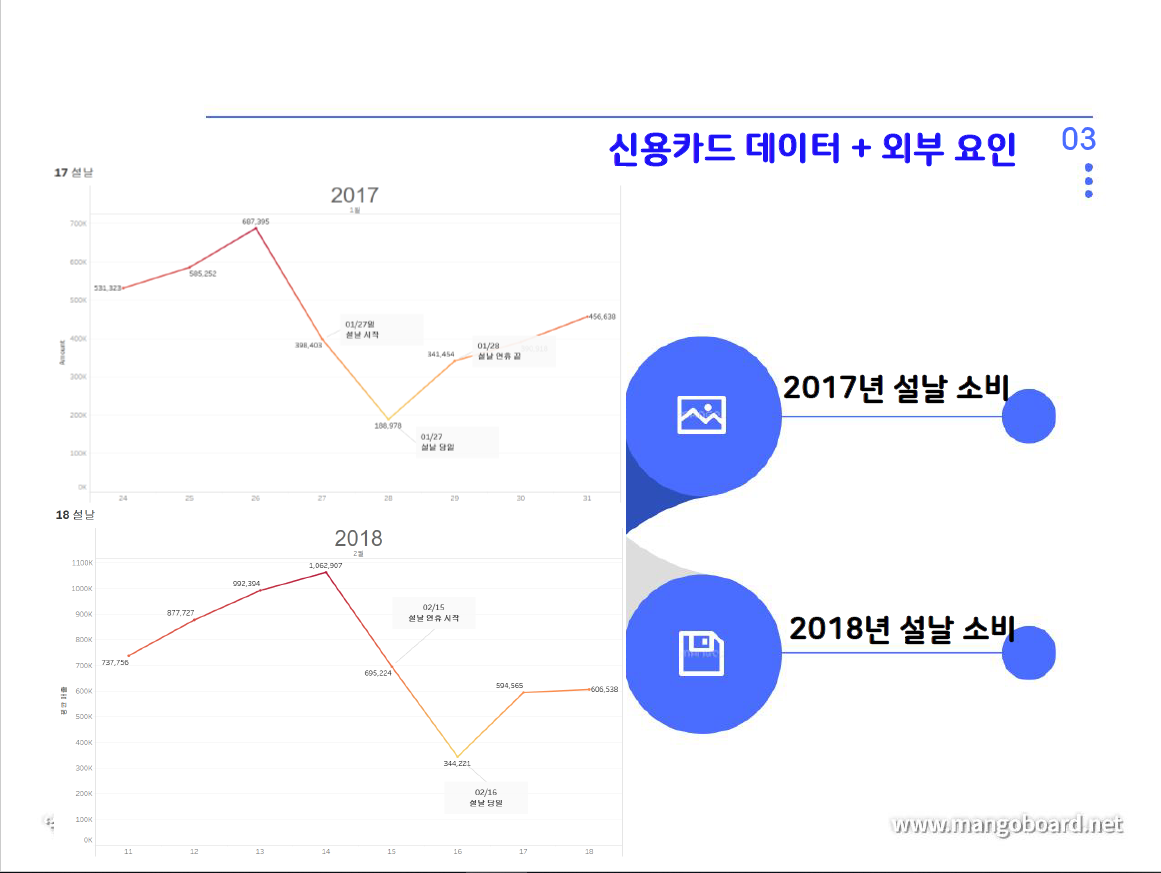 신용카드 데이터 + 외부 요인
03
17 설날
2017
1월
700K
600K
500K
400K
300K
200K
100K
0K
Amount
531,323
585,252
687,395
398,403
188,978
341,454
456,638
01/27일
설날 시작
01/28
설날 연휴 끝
01/27
설날 당일
24
25
26
27
28
29
30
31
2017년 설날 소비
18 설날
2018
2월
1100K
1000K
900K
800K
700K
600K
500K
400K
300K
200K
100K
0K
737,756
877,727
992,394
1,062,907
695,224
344,221
594,565
606,538
02/15
설날 연휴 시작
02/16
설날 당일
11
12
13
14
15
16
17
18
2018년 설날 소비
www.mangoboard.net